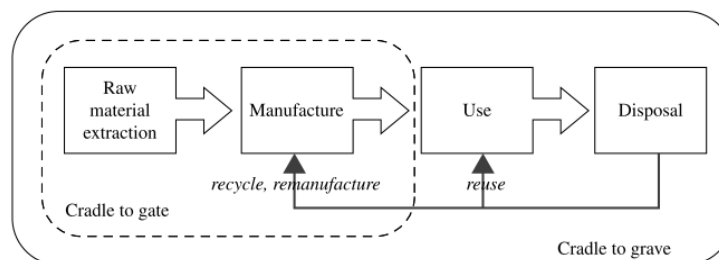 Raw
material
extraction
Manufacture
Use
Disposal
recycle, remanufacture
reuse
Cradle to gate
Cradle to grave